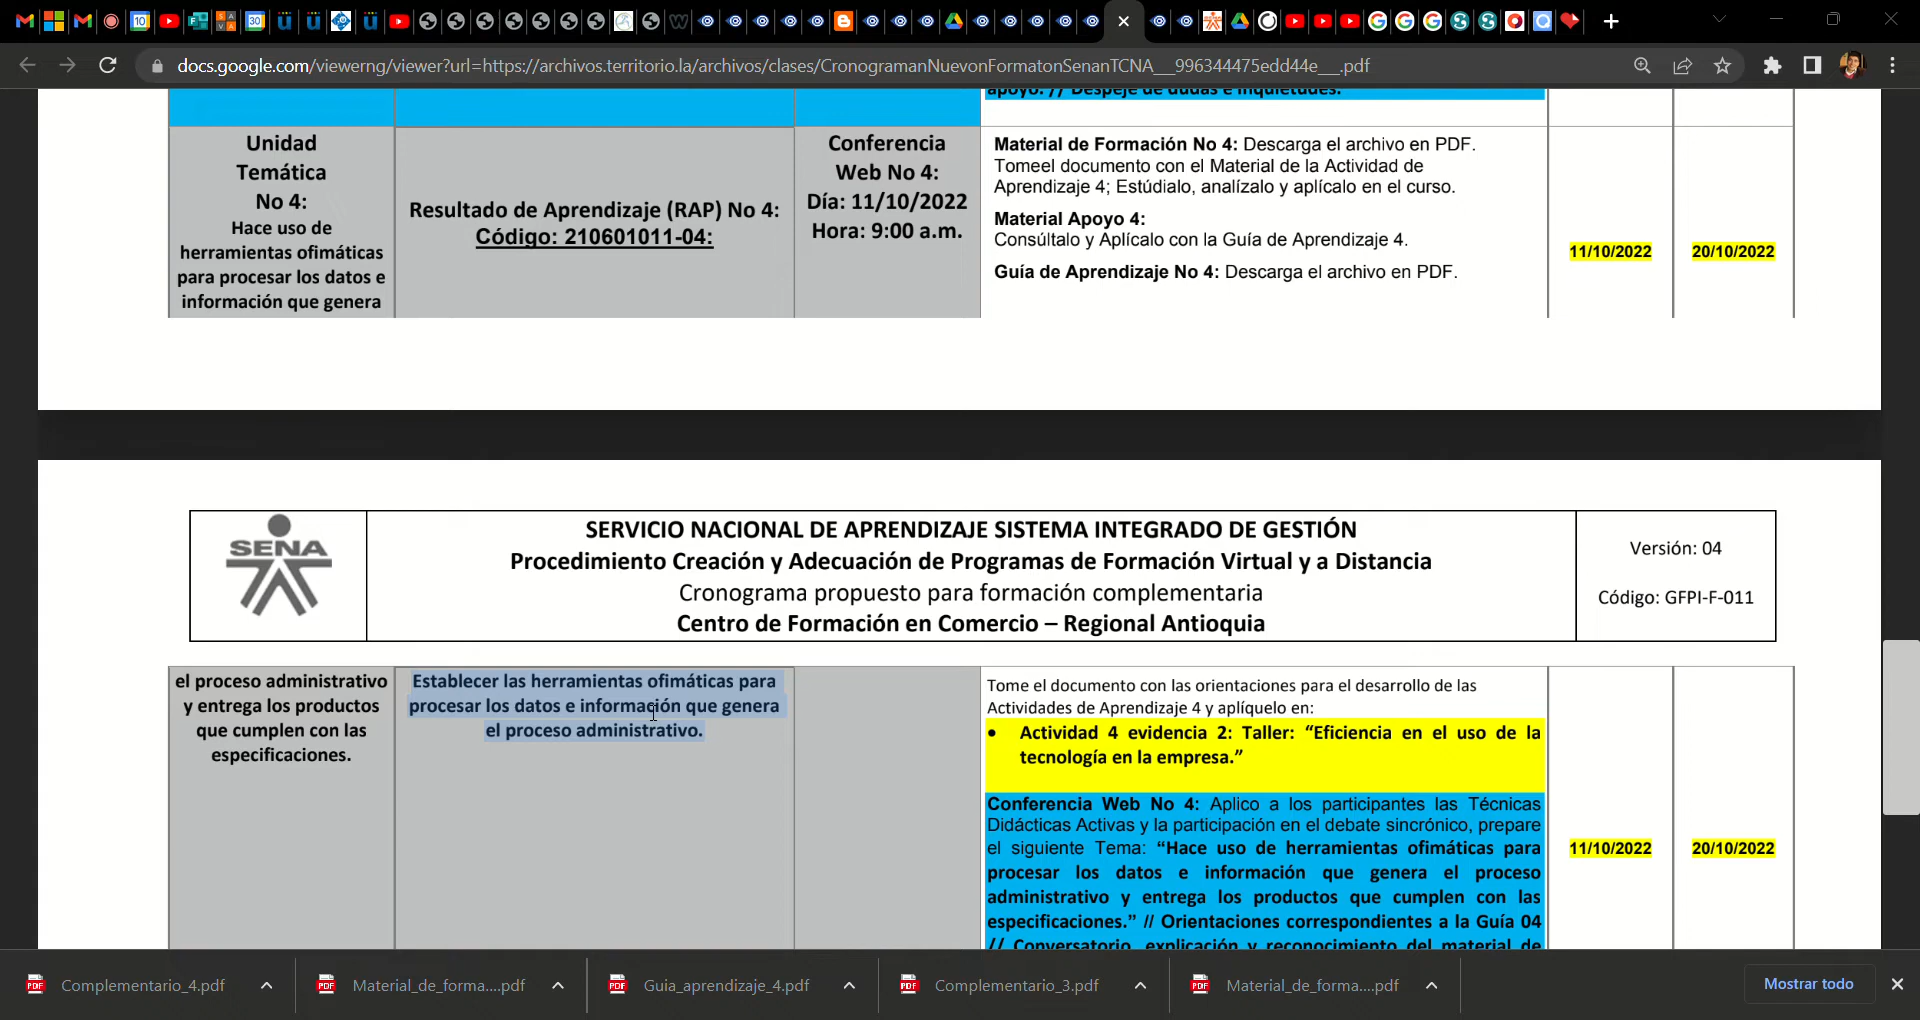 docs.google.com/viewerng/viewer?url=https://archivos.territorio.la/archivos/clases/CronogramanNuevonFormatonSenanTCNA___996344475edd44e___.pdf
apoyo. // Despeje de dudas e inquietudes.
Unidad
Temática
No 4:
Hace uso de
herramientas ofimáticas
para procesar los datos e
información que genera
Resultado de Aprendizaje (RAP) No 4:
Código: 210601011-04:
Conferencia
Web No 4:
Día: 11/10/2022
Hora: 9:00 a.m.
Material de Formación No 4: Descarga el archivo en PDF.
Tomeel documento con el Material de la Actividad de
Aprendizaje 4; Estúdialo, analízalo y aplícalo en el curso.
Material Apoyo 4:
Consúltalo y Aplícalo con la Guía de Aprendizaje 4.
Guía de Aprendizaje No 4: Descarga el archivo en PDF.
11/10/2022
20/10/2022
SENA
SERVICIO NACIONAL DE APRENDIZAJE SISTEMA INTEGRADO DE GESTIÓN
Procedimiento Creación y Adecuación de Programas de Formación Virtual y a Distancia
Cronograma propuesto para formación complementaria
Centro de Formación en Comercio – Regional Antioquia
Versión: 04
Código: GFPI-F-011
el proceso administrativo
y entrega los productos
que cumplen con las
especificaciones.
Establecer las herramientas ofimáticas para
procesar los datos e información que genera
el proceso administrativo.
Tome el documento con las orientaciones para el desarrollo de las
Actividades de Aprendizaje 4 y aplíquelo en:
• Actividad 4 evidencia 2: Taller: “Eficiencia en el uso de la
tecnología en la empresa.”
Conferencia Web No 4: Aplico a los participantes las Técnicas
Didácticas Activas y la participación en el debate sincrónico, prepare
el siguiente Tema: “Hace uso de herramientas ofimáticas para
procesar los datos e información que genera el proceso
administrativo y entrega los productos que cumplen con las
especificaciones.” // Orientaciones correspondientes a la Guía 04
// Conversatorio, explicación y reconocimiento del material de
11/10/2022
20/10/2022
Complementario_4.pdf
Material_de_forma....pdf
Guia_aprendizaje_4.pdf
Complementario_3.pdf
Material_de_forma....pdf
Mostrar todo